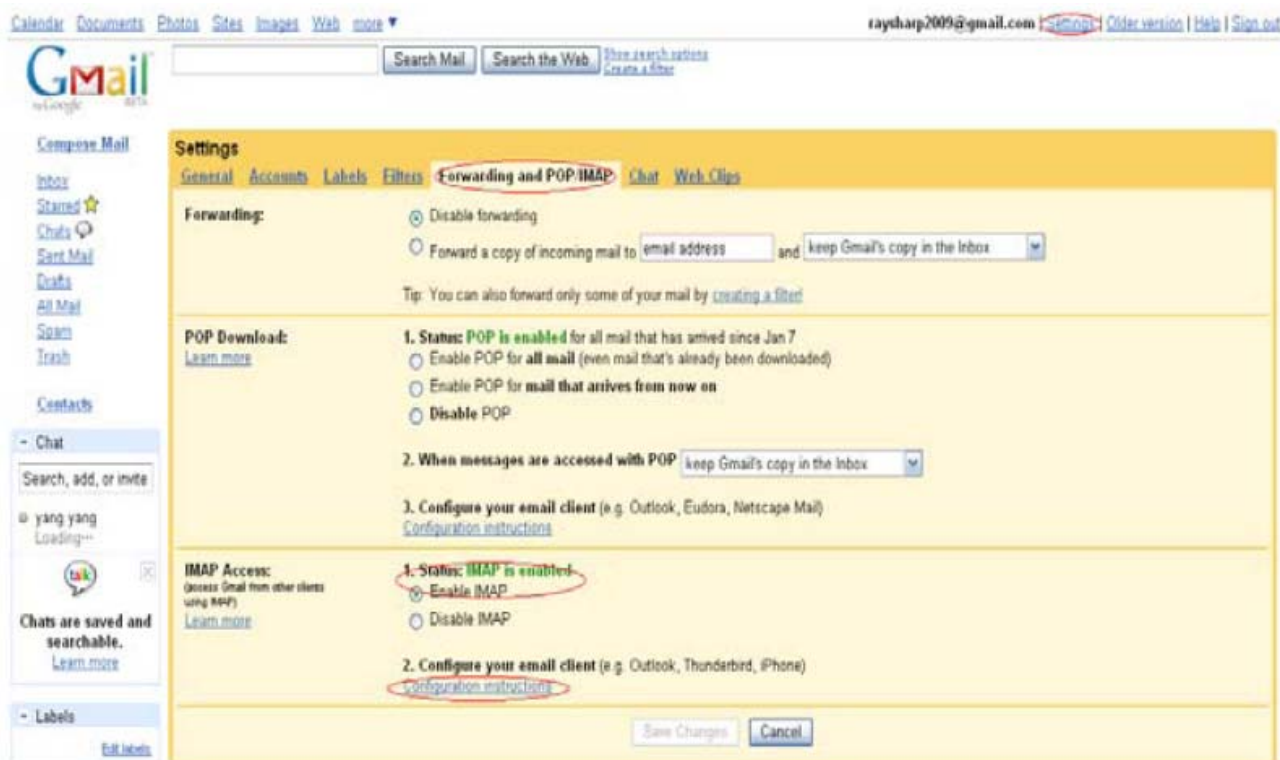 Calendar Documents Photos Sites Images Web more ▼
raysharp2009@gmail.com | Settings | Older version | Help | Sign out
Gmail
by Google BETA
Search Mail
Search the Web
Show search options
Create a filter
Compose Mail
Inbox
Starred
Chats
Sent Mail
Drafts
All Mail
Spam
Trash
Contacts
- Chat
Search, add, or invite
yang yang
Loading...
talk
Chats are saved and
searchable.
Learn more
- Labels
Edit labels
Settings
General Accounts Labels Filters Forwarding and POP/IMAP Chat Web Clips
Forwarding:
Disable forwarding
Forward a copy of incoming mail to email address and keep Gmail's copy in the Inbox
Tip: You can also forward only some of your mail by creating a filter!
POP Download:
Learn more
1. Status: POP is enabled for all mail that has arrived since Jan 7
Enable POP for all mail (even mail that's already been downloaded)
Enable POP for mail that arrives from now on
Disable POP
2. When messages are accessed with POP keep Gmail's copy in the Inbox
3. Configure your email client (e.g. Outlook, Eudora, Netscape Mail)
Configuration instructions
IMAP Access:
(access Gmail from other clients
using IMAP)
Learn more
1. Status: IMAP is enabled
Enable IMAP
Disable IMAP
2. Configure your email client (e.g. Outlook, Thunderbird, iPhone)
Configuration instructions
Save Changes
Cancel